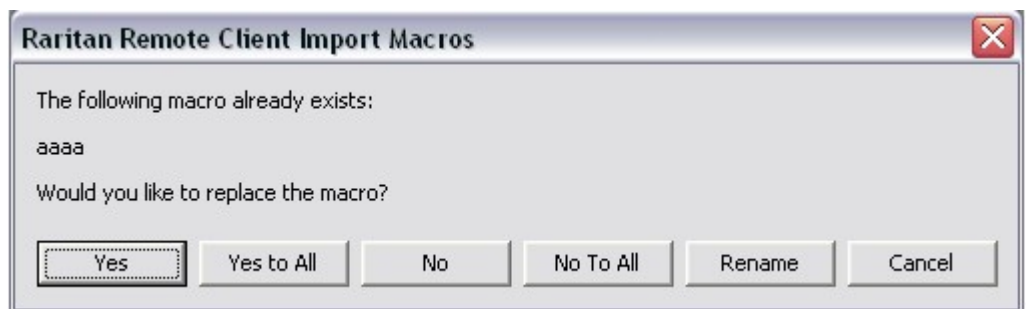 Raritan Remote Client Import Macros
The following macro already exists:
aaaa
Would you like to replace the macro?
Yes Yes to All No No To All Rename Cancel